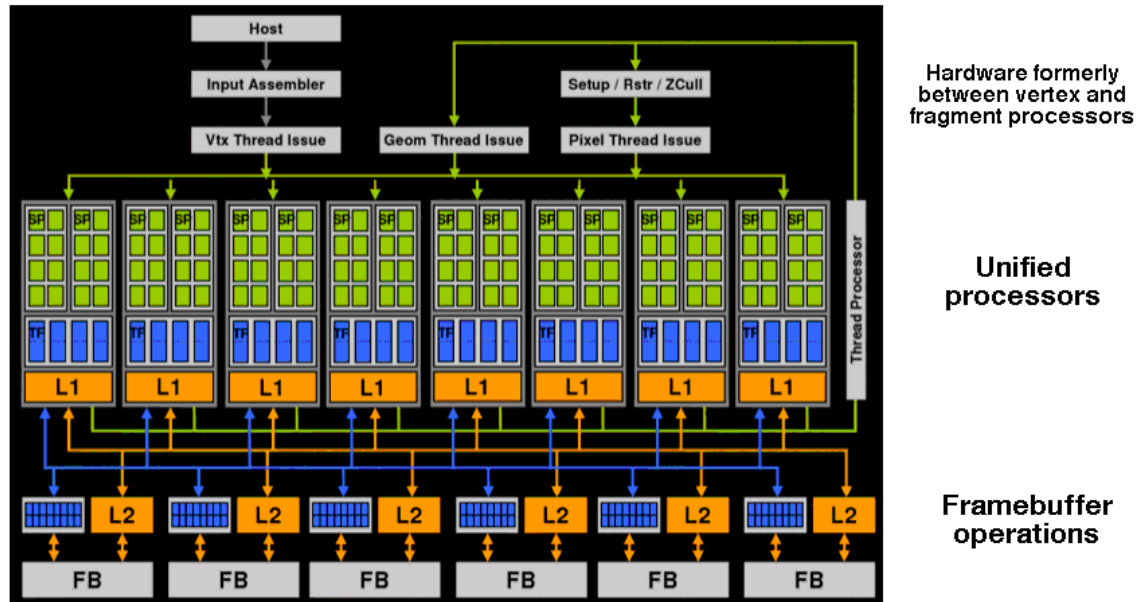 Host
Input Assembler
Setup / Rstr / ZCull
Vtx Thread Issue
Geom Thread Issue
Pixel Thread Issue
Hardware formerly
between vertex and
fragment processors
SP SP SP SP SP SP SP SP SP SP SP SP SP SP SP SP
TF TF TF TF TF TF TF TF
L1 L1 L1 L1 L1 L1 L1 L1
Thread Processor
Unified
processors
L2 L2 L2 L2 L2 L2
FB FB FB FB FB FB
Framebuffer
operations